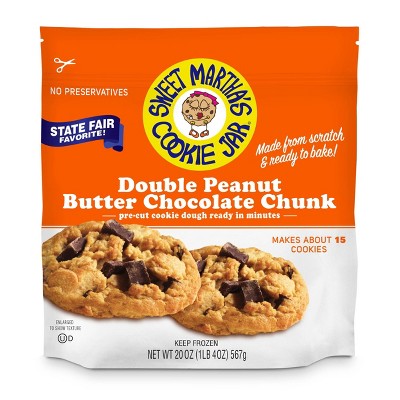 NO PRESERVATIVES
STATE FAIR
FAVORITE!
SWEET MARTHA'S
COOKIE JAR
Made from scratch
& ready to bake!
Double Peanut
Butter Chocolate Chunk
pre-cut cookie dough ready in minutes
MAKES ABOUT 15
COOKIES
ENLARGED
TO SHOW TEXTURE
U D
KEEP FROZEN
NET WT 20 OZ (1LB 4OZ) 567g